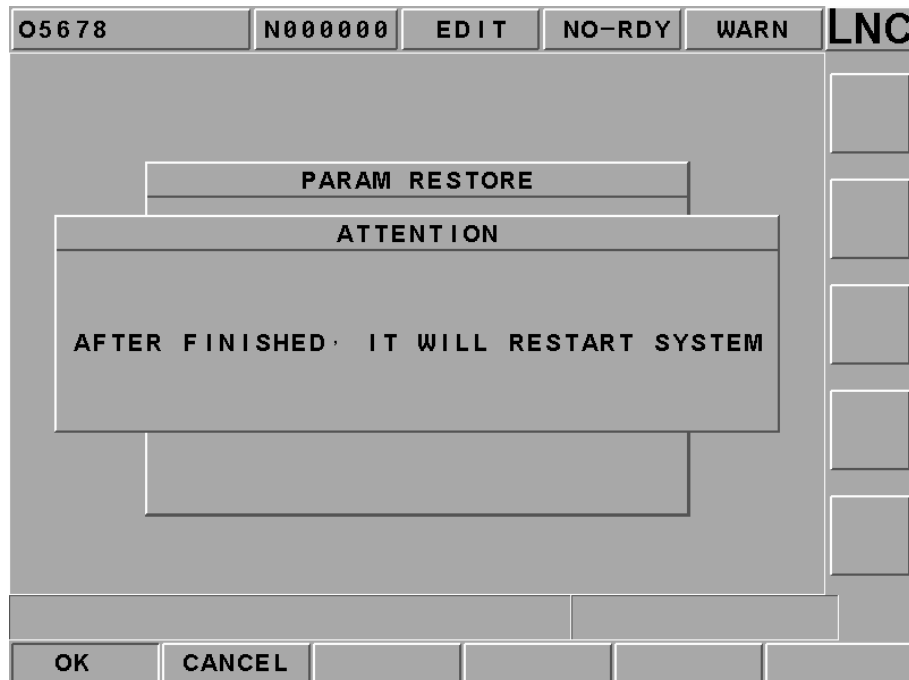 O5678 N000000 EDIT NO-RDY WARN LNC
PARAM RESTORE
ATTENTION
AFTER FINISHED, IT WILL RESTART SYSTEM
OK CANCEL